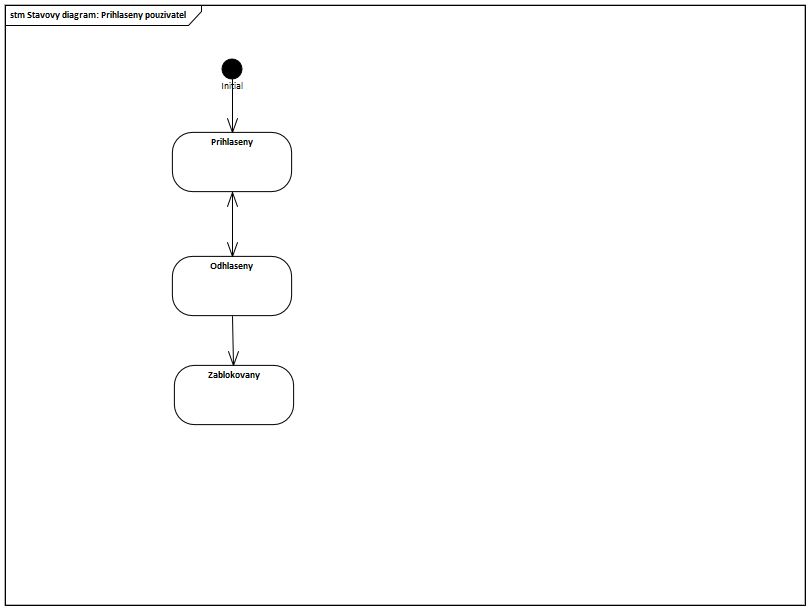 stm Stavovy diagram: Prihlaseny pouzivatel
Initial
Prihlaseny
Odhlaseny
Zablokovany